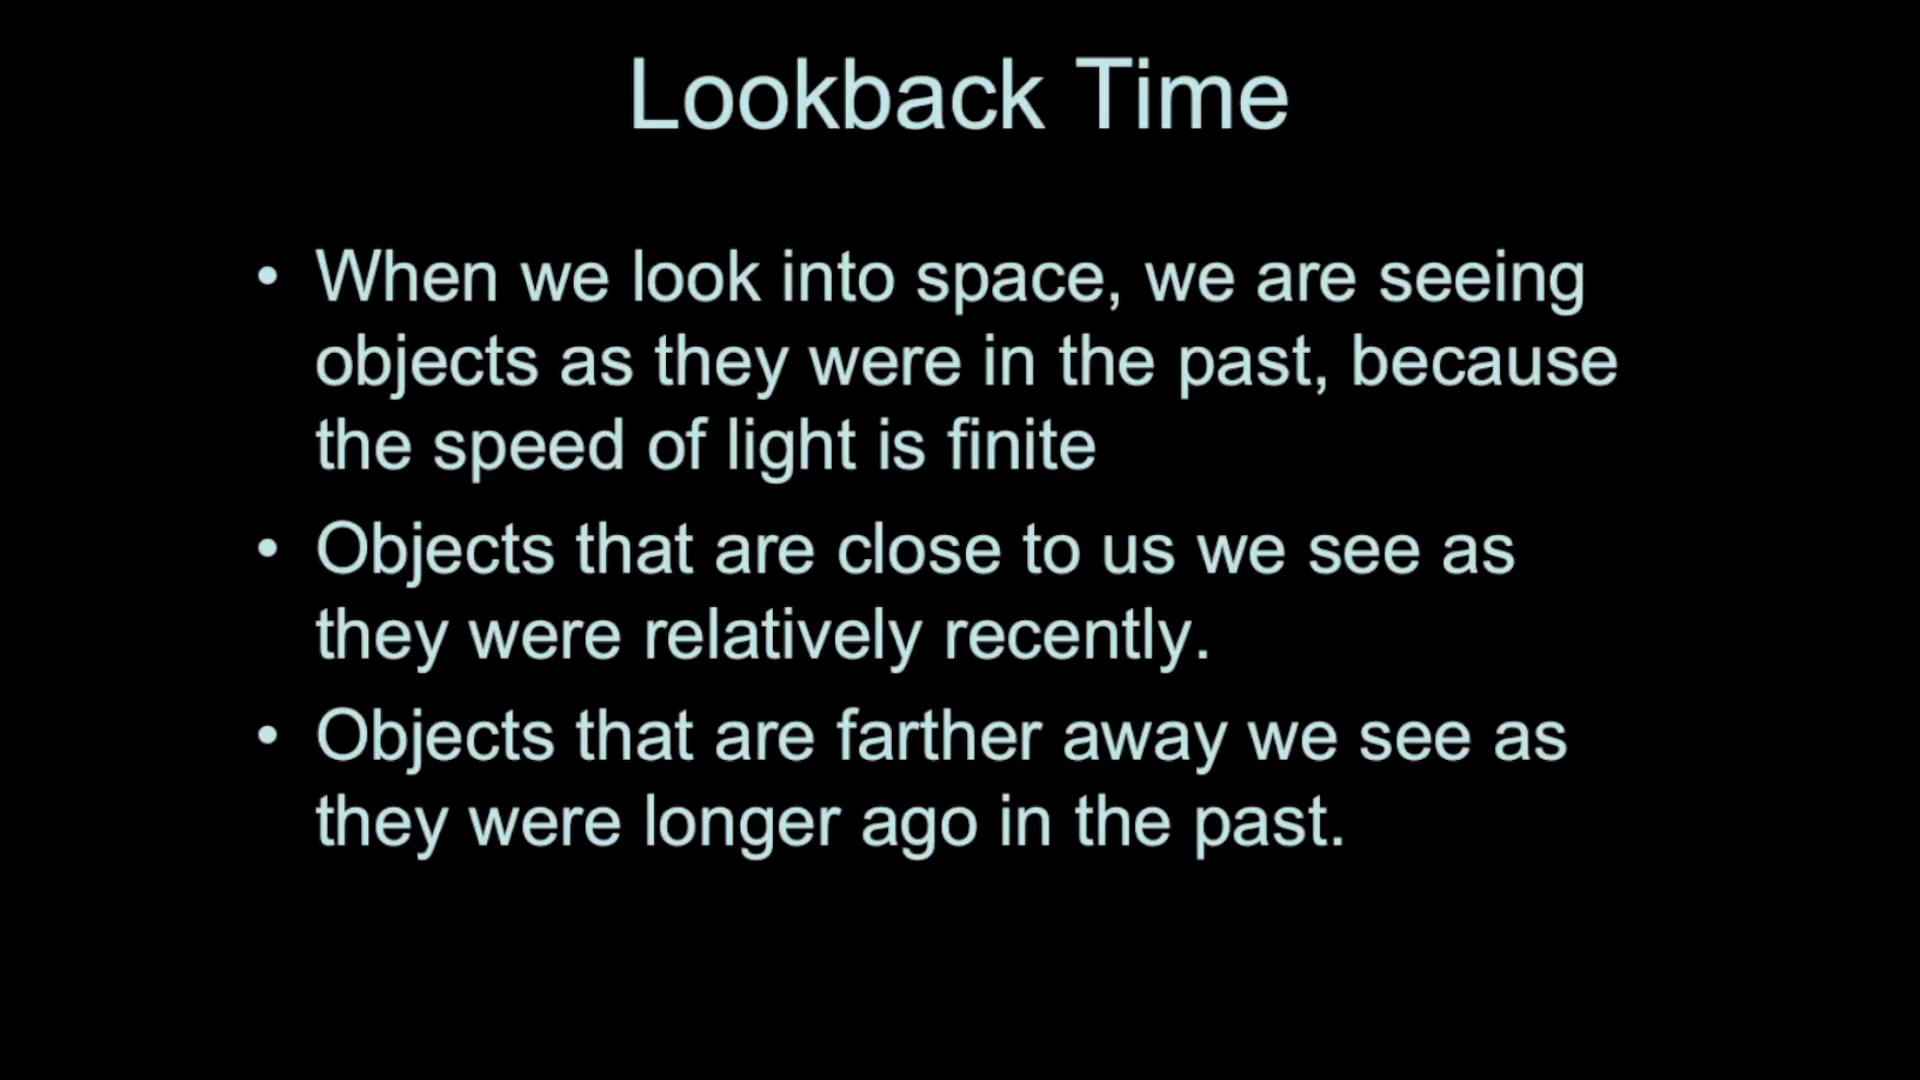 Lookback Time
• When we look into space, we are seeing
objects as they were in the past, because
the speed of light is finite
• Objects that are close to us we see as
they were relatively recently.
• Objects that are farther away we see as
they were longer ago in the past.